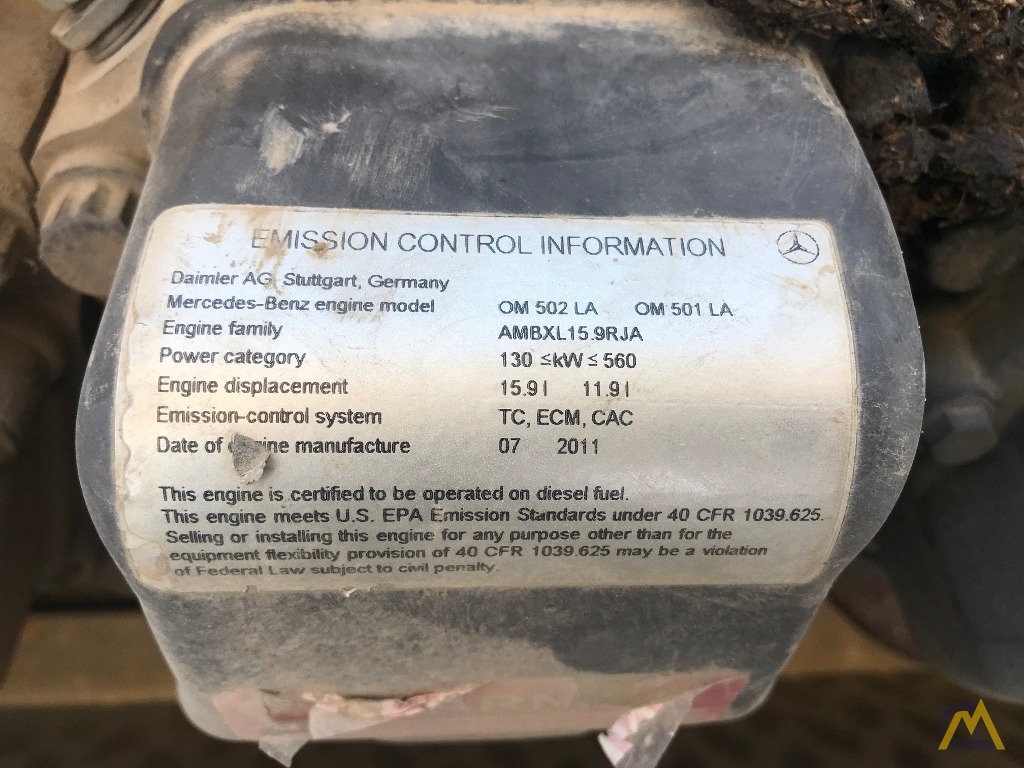 EMISSION CONTROL INFORMATION
Daimler AG, Stuttgart, Germany
Mercedes-Benz engine model OM 502 LA OM 501 LA
Engine family AMBXL15.9RJA
Power category 130 ≤kW≤ 560
Engine displacement 15.9 l 11.9 l
Emission-control system TC, ECM, CAC
Date of engine manufacture 07 2011
This engine is certified to be operated on diesel fuel.
This engine meets U.S. EPA Emission Standards under 40 CFR 1039.625.
Selling or installing this engine for any purpose other than for the
equipment flexibility provision of 40 CFR 1039.625 may be a violation
of Federal Law subject to civil penalty.